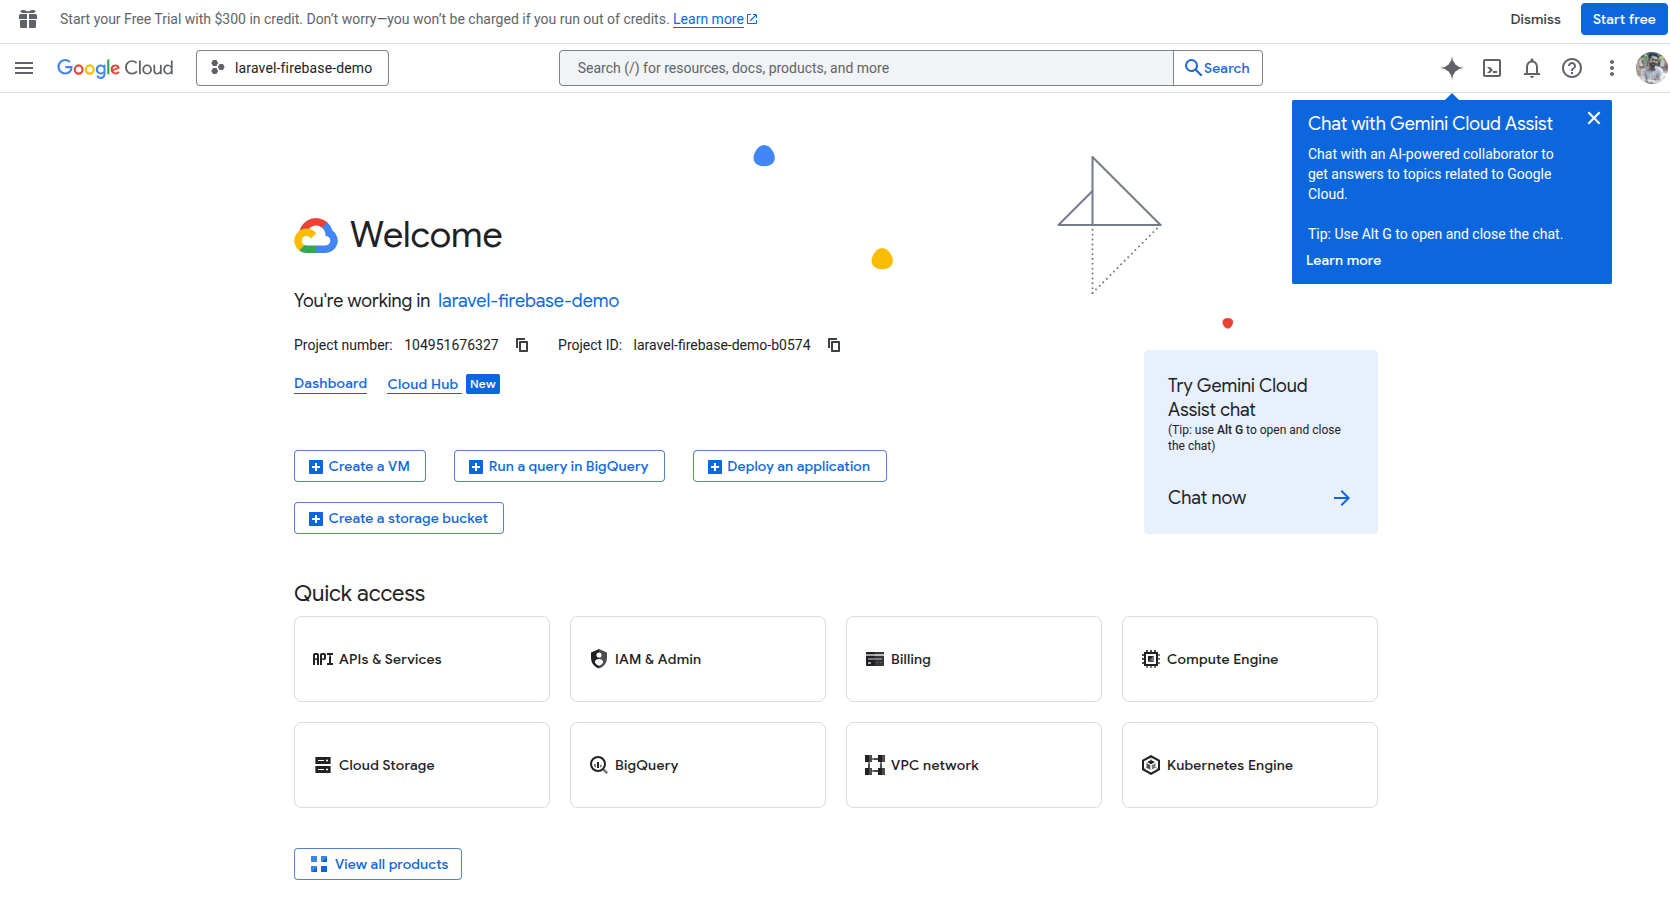 Start your Free Trial with $300 in credit. Don’t worry—you won’t be charged if you run out of credits. Learn more
Dismiss
Start free
Google Cloud
laravel-firebase-demo
Search (/) for resources, docs, products, and more
Search
Chat with Gemini Cloud Assist
Chat with an AI-powered collaborator to
get answers to topics related to Google
Cloud.
Tip: Use Alt G to open and close the chat.
Learn more
Welcome
You're working in laravel-firebase-demo
Project number: 104951676327
Project ID: laravel-firebase-demo-b0574
Dashboard
Cloud Hub New
Try Gemini Cloud
Assist chat
(Tip: use Alt G to open and close
the chat)
Chat now
Create a VM
Run a query in BigQuery
Deploy an application
Create a storage bucket
Quick access
API APIs & Services
IAM & Admin
Billing
Compute Engine
Cloud Storage
BigQuery
VPC network
Kubernetes Engine
View all products